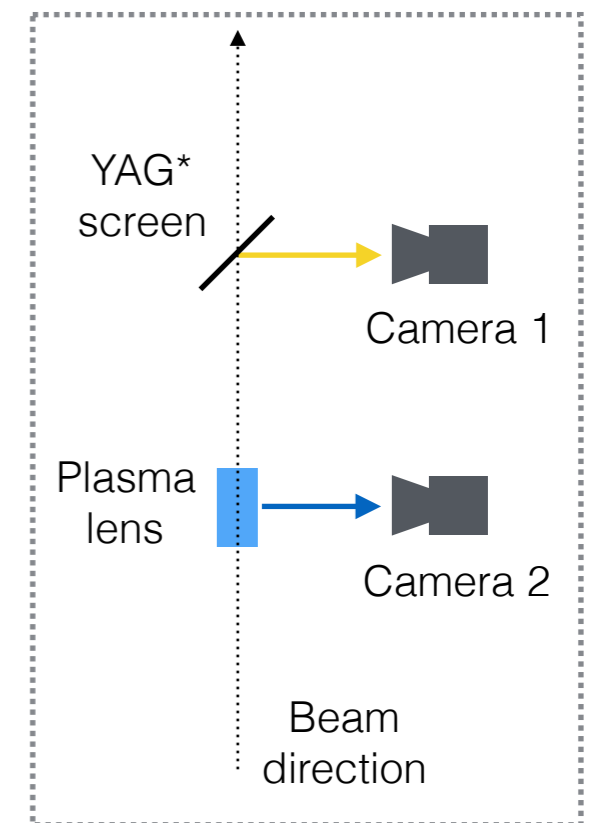 YAG*
screen
Camera 1
Plasma
lens
Camera 2
Beam
direction